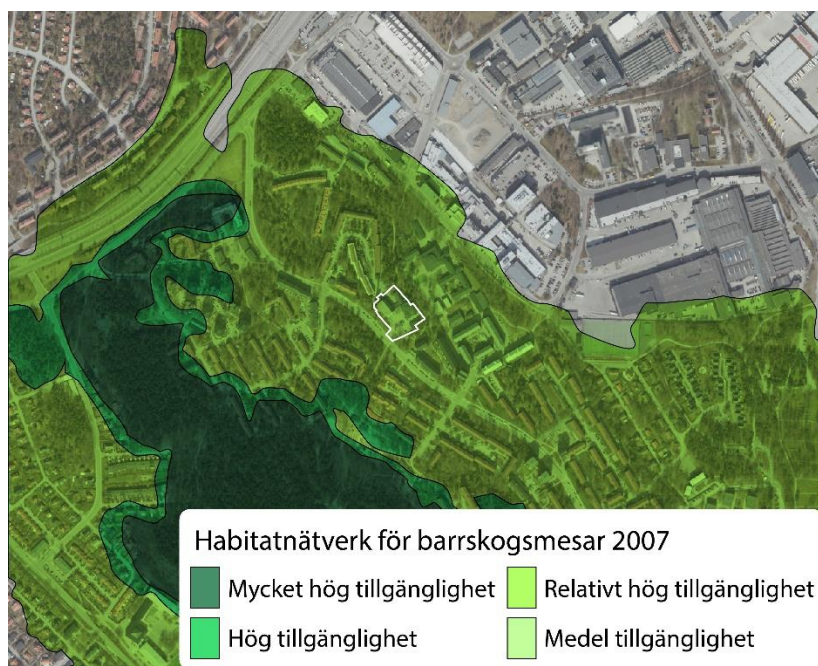 Habitatnätverk för barrskogsmesar 2007
Mycket hög tillgänglighet
Relativt hög tillgänglighet
Hög tillgänglighet
Medel tillgänglighet